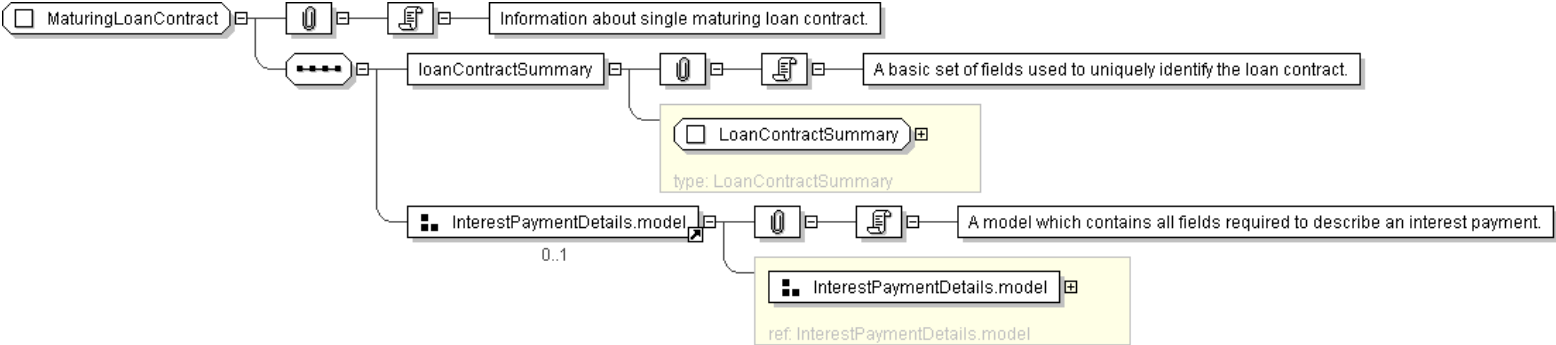 MaturingLoanContract
Information about single maturing loan contract.
loanContractSummary
A basic set of fields used to uniquely identify the loan contract.
LoanContractSummary
type: LoanContractSummary
InterestPaymentDetails.model
A model which contains all fields required to describe an interest payment.
0..1
InterestPaymentDetails.model
ref: InterestPaymentDetails.model